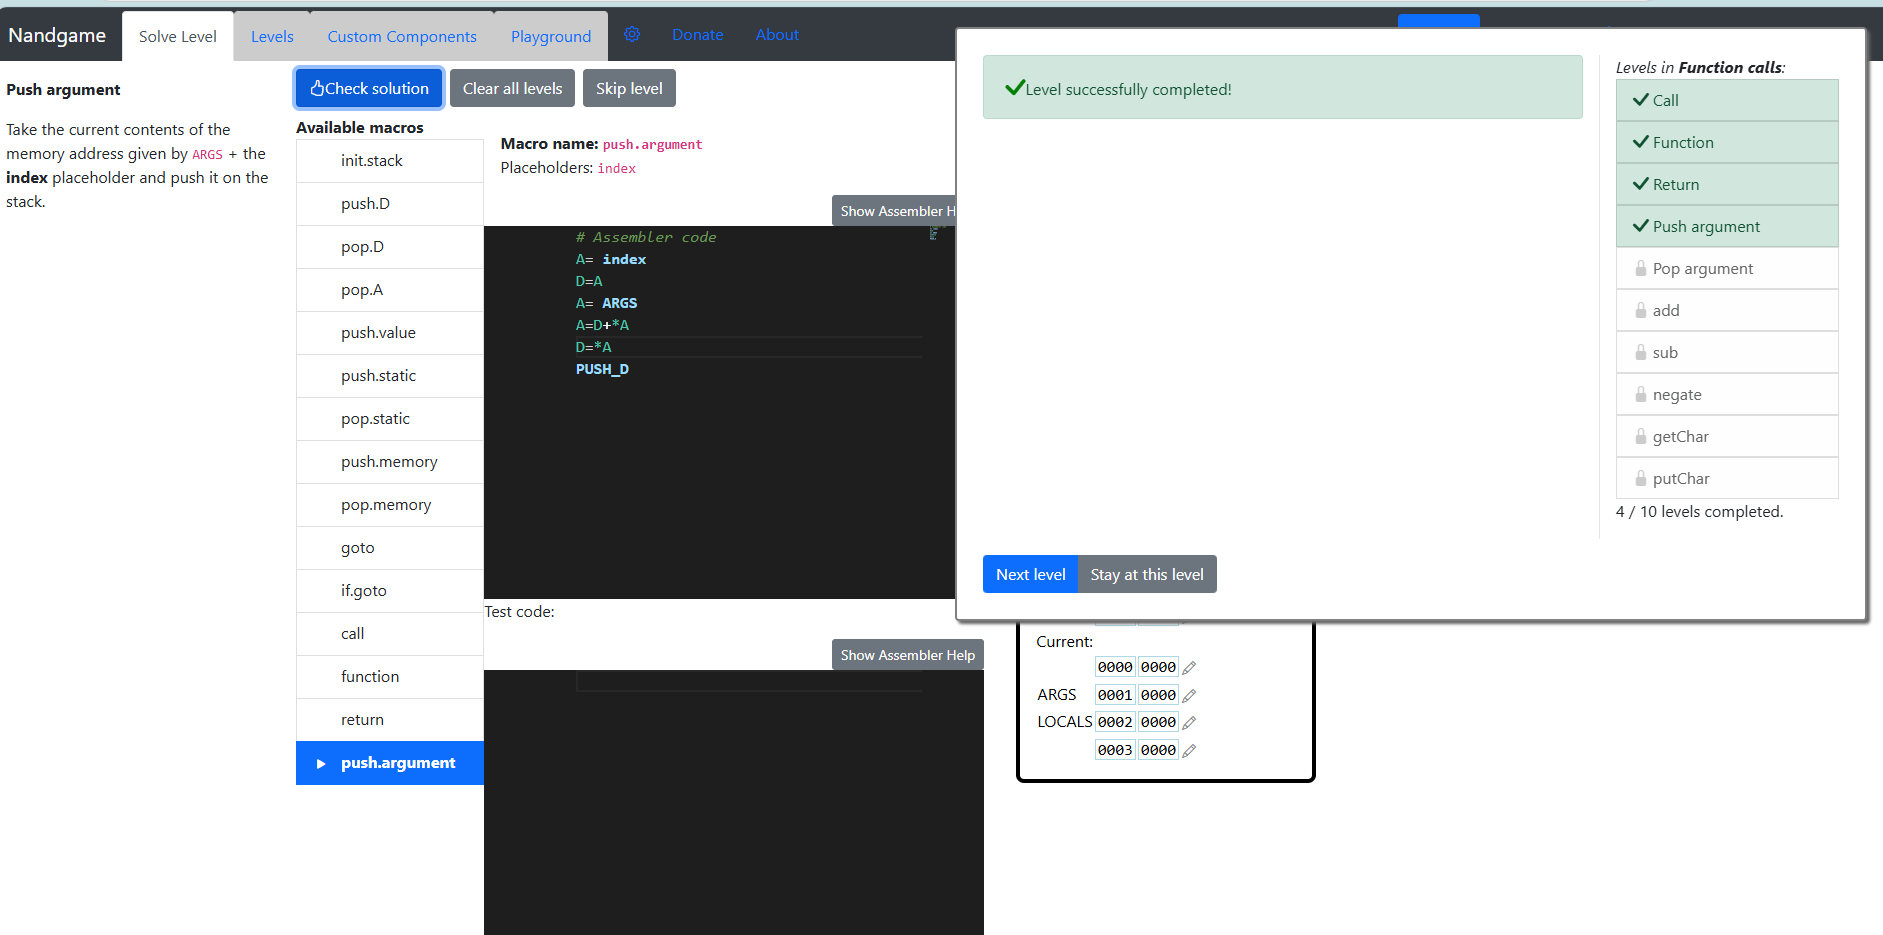 Nandgame
Solve Level
Levels
Custom Components
Playground
Donate
About
Push argument
Take the current contents of the
memory address given by ARGS + the
index placeholder and push it on the
stack.
Check solution
Clear all levels
Skip level
Available macros
init.stack
push.D
pop.D
pop.A
push.value
push.static
pop.static
push.memory
pop.memory
goto
if.goto
call
function
return
push.argument
Macro name: push.argument
Placeholders: index
Show Assembler H
# Assembler code
A= index
D=A
A= ARGS
A=D+*A
D=*A
PUSH_D
Test code:
Show Assembler Help
Level successfully completed!
Next level
Stay at this level
Levels in Function calls:
Call
Function
Return
Push argument
Pop argument
add
sub
negate
getChar
putChar
4 / 10 levels completed.
Current:
0000 0000
ARGS 0001 0000
LOCALS 0002 0000
0003 0000